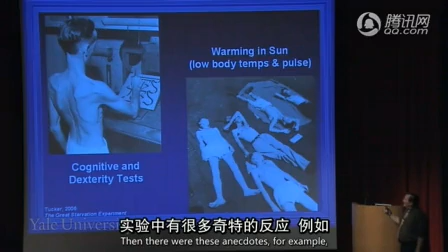 腾讯网
QQ.com
Warming in Sun
(low body temps & pulse)
Cognitive and
Dexterity Tests
Tucker, 2006
The Great Starvation Experiment
Yale Univers
实验中有很多奇特的反应 例如
Then there were these anecdotes, for example,